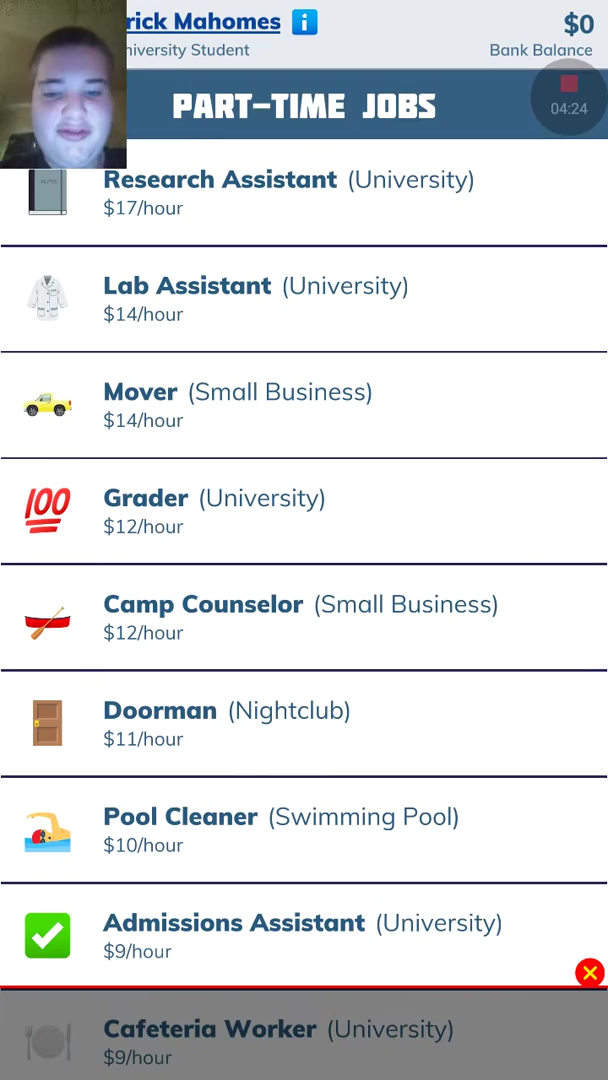 rick Mahomes
niversity Student
$0
Bank Balance
04:24
PART-TIME JOBS
Research Assistant (University)
$17/hour
Lab Assistant (University)
$14/hour
Mover (Small Business)
$14/hour
100
Grader (University)
$12/hour
Camp Counselor (Small Business)
$12/hour
Doorman (Nightclub)
$11/hour
Pool Cleaner (Swimming Pool)
$10/hour
Admissions Assistant (University)
$9/hour
Cafeteria Worker (University)
$9/hour